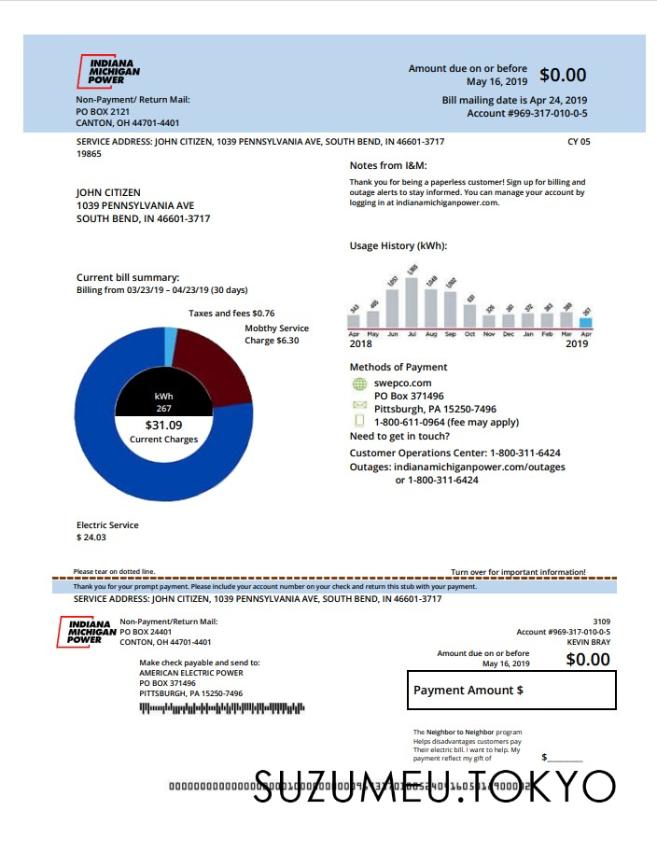 INDIANA
MICHIGAN
POWER
Amount due on or before
May 16, 2019 $0.00
Non-Payment/ Return Mail:
PO BOX 2121
CANTON, OH 44701-4401
Bill mailing date is Apr 24, 2019
Account #969-317-010-0-5
SERVICE ADDRESS: JOHN CITIZEN, 1039 PENNSYLVANIA AVE, SOUTH BEND, IN 46601-3717 CY 05
19865
Notes from I&M:
Thank you for being a paperless customer! Sign up for billing and
outage alerts to stay informed. You can manage your account by
logging in at indianamichiganpower.com.
JOHN CITIZEN
1039 PENNSYLVANIA AVE
SOUTH BEND, IN 46601-3717
Usage History (kWh):
Apr May Jun Jul Aug Sep Oct Nov Dec Jan Feb Mar Apr
2018 2019
Current bill summary:
Billing from 03/23/19 – 04/23/19 (30 days)
Taxes and fees $0.76
Mobthy Service
Charge $6.30
kWh
267
$31.09
Current Charges
Electric Service
$ 24.03
Methods of Payment
swepco.com
PO Box 371496
Pittsburgh, PA 15250-7496
1-800-611-0964 (fee may apply)
Need to get in touch?
Customer Operations Center: 1-800-311-6424
Outages: indianamichiganpower.com/outages
or 1-800-311-6424
Please tear on dotted line. Turn over for important information!
Thank you for your prompt payment. Please include your account number on your check and return this stub with your payment.
SERVICE ADDRESS: JOHN CITIZEN, 1039 PENNSYLVANIA AVE, SOUTH BEND, IN 46601-3717
INDIANA
MICHIGAN
POWER
Non-Payment/Return Mail:
PO BOX 24401
CONTON, OH 44701-4401
3109
Account #969-317-010-0-5
KEVIN BRAY
Amount due on or before
May 16, 2019 $0.00
Make check payable and send to:
AMERICAN ELECTRIC POWER
PO BOX 371496
PITTSBURGH, PA 15250-7496
Payment Amount $
The Neighbor to Neighbor program
Helps disadvantages customers pay
Their electric bill. I want to help. My
payment reflect my gift of $______
SUZUMEU.TOKYO